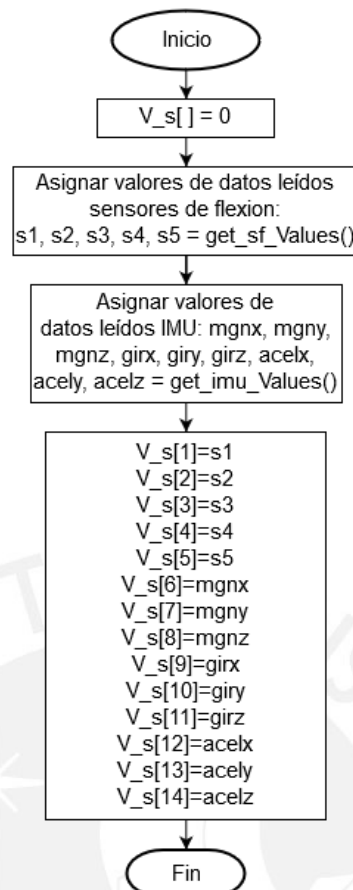 Inicio
V_s[ ] = 0
Asignar valores de datos leídos
sensores de flexion:
s1, s2, s3, s4, s5 = get_sf_Values()
Asignar valores de
datos leídos IMU: mgnx, mgny,
mgnz, girx, giry, girz, acelx,
acely, acelz = get_imu_Values()
V_s[1]=s1
V_s[2]=s2
V_s[3]=s3
V_s[4]=s4
V_s[5]=s5
V_s[6]=mgnx
V_s[7]=mgny
V_s[8]=mgnz
V_s[9]=girx
V_s[10]=giry
V_s[11]=girz
V_s[12]=acelx
V_s[13]=acely
V_s[14]=acelz
Fin